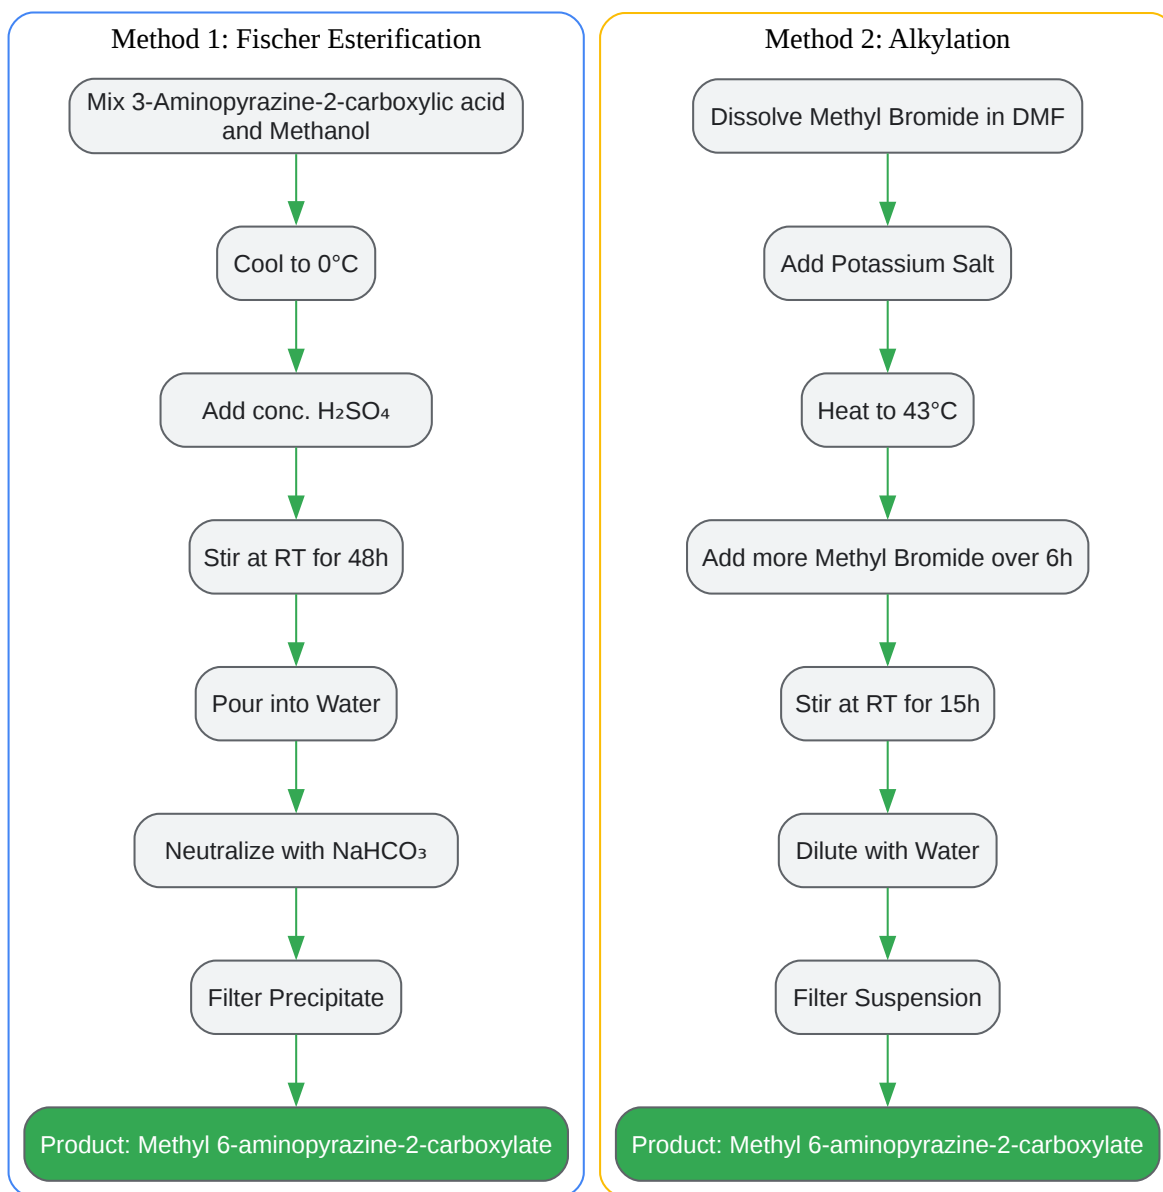 Method 1: Fischer Esterification
Mix 3-Aminopyrazine-2-carboxylic acid
and Methanol
Cool to 0°C
Add conc. H₂SO₄
Stir at RT for 48h
Pour into Water
Neutralize with NaHCO₃
Filter Precipitate
Product: Methyl 6-aminopyrazine-2-carboxylate
Method 2: Alkylation
Dissolve Methyl Bromide in DMF
Add Potassium Salt
Heat to 43°C
Add more Methyl Bromide over 6h
Stir at RT for 15h
Dilute with Water
Filter Suspension
Product: Methyl 6-aminopyrazine-2-carboxylate